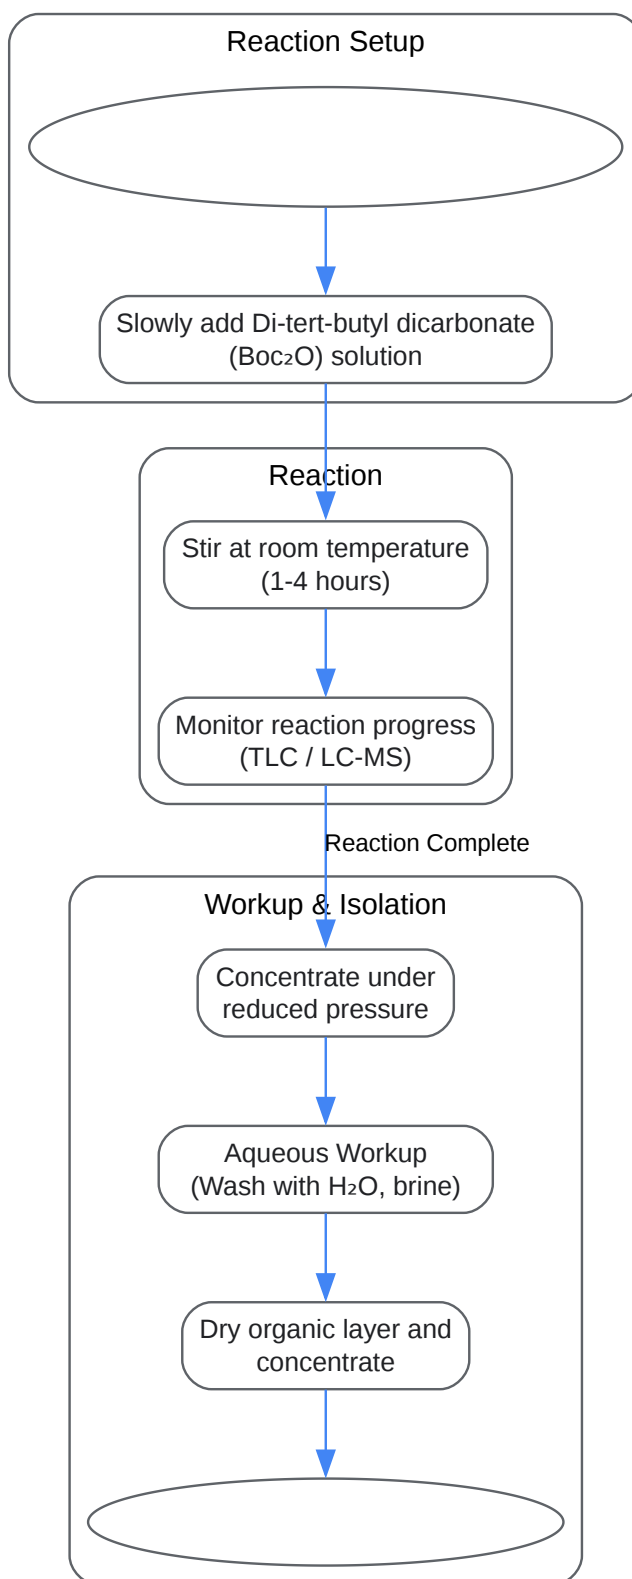 Reaction Setup
Slowly add Di-tert-butyl dicarbonate
(Boc₂O) solution
Reaction
Stir at room temperature
(1-4 hours)
Monitor reaction progress
(TLC / LC-MS)
Reaction Complete
Workup & Isolation
Concentrate under
reduced pressure
Aqueous Workup
(Wash with H₂O, brine)
Dry organic layer and
concentrate